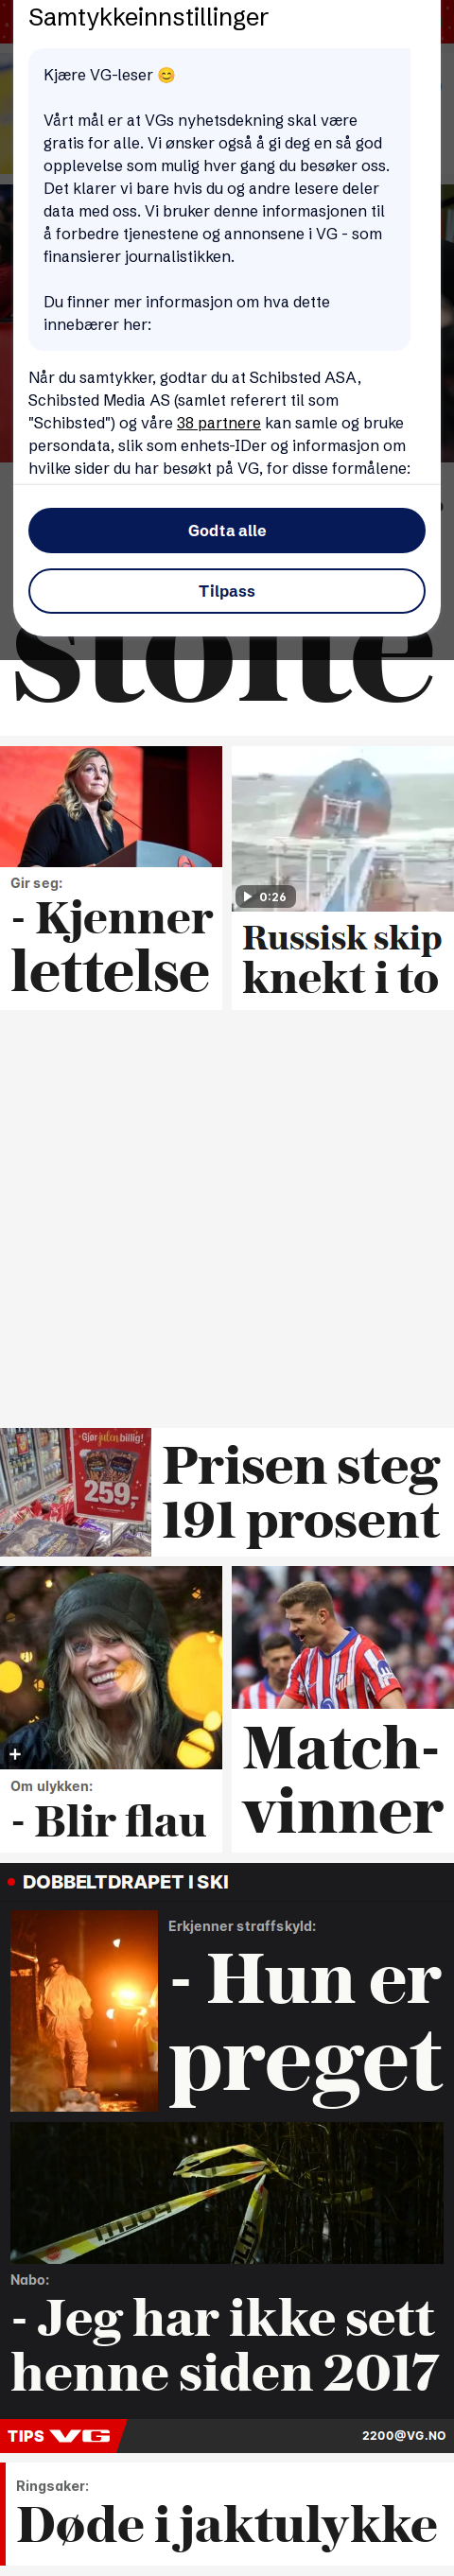 Samtykkeinnstillinger
Kjære VG-leser 😊
Vårt mål er at VGs nyhetsdekning skal være
gratis for alle. Vi ønsker også å gi deg en så god
opplevelse som mulig hver gang du besøker oss.
Det klarer vi bare hvis du og andre lesere deler
data med oss. Vi bruker denne informasjonen til
å forbedre tjenestene og annonsene i VG - som
finansierer journalistikken.
Du finner mer informasjon om hva dette
innebærer her:
Når du samtykker, godtar du at Schibsted ASA,
Schibsted Media AS (samlet referert til som
"Schibsted") og våre 38 partnere kan samle og bruke
persondata, slik som enhets-IDer og informasjon om
hvilke sider du har besøkt på VG, for disse formålene:
Godta alle
Tilpass
stolte
0:26
Gir seg:
- Kjenner
lettelse
Russisk skip
knekt i to
Gjør julen billig!
259,-
Prisen steg
191 prosent
Om ulykken:
- Blir flau
Match-
vinner
DOBBELTDRAPET I SKI
Erkjenner straffskyld:
- Hun er
preget
POLITI
Nabo:
- Jeg har ikke sett
henne siden 2017
TIPS VG
2200@VG.NO
Ringsaker:
Døde i jaktulykke